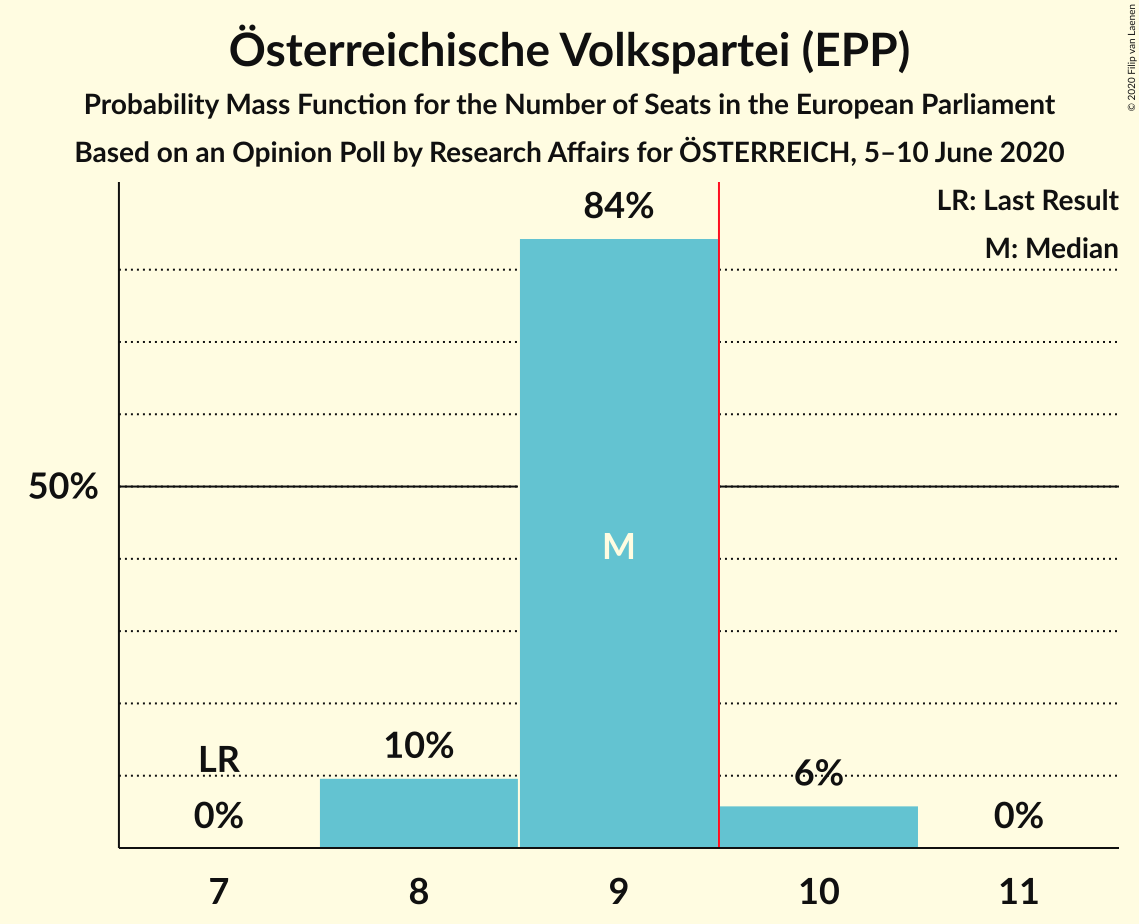 Österreichische Volkspartei (EPP)
Probability Mass Function for the Number of Seats in the European Parliament
Based on an Opinion Poll by Research Affairs for ÖSTERREICH, 5–10 June 2020
© 2020 Filip van Laenen
LR: Last Result
M: Median
84%
50%
M
LR
10%
6%
0%
0%
7 8 9 10 11